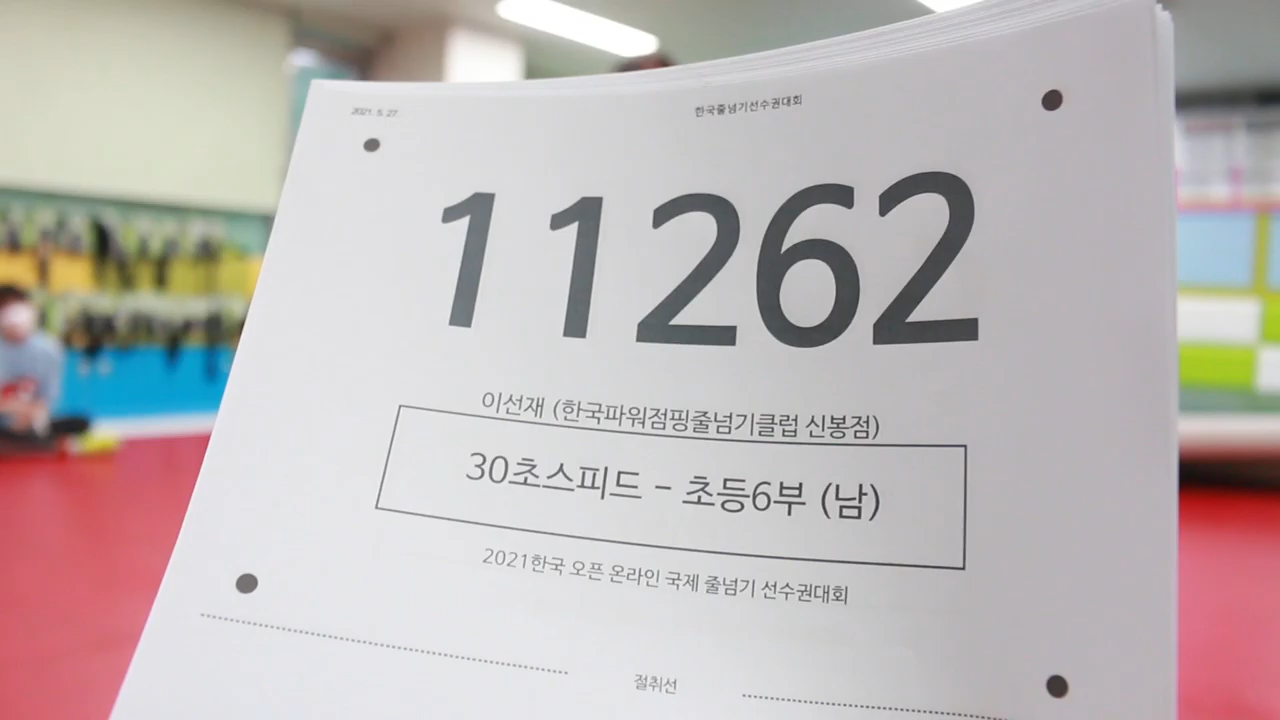 2021. 5. 27.
한국줄넘기선수권대회
11262
이선재 (한국파워점핑줄넘기클럽 신봉점)
30초스피드 - 초등6부 (남)
2021한국 오픈 온라인 국제 줄넘기 선수권대회
절취선